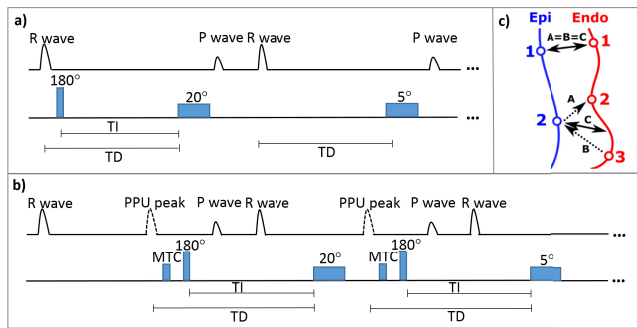 a)
R wave P wave R wave P wave
180° 20° 5° ...
TI
TD TD
b)
R wave PPU peak P wave R wave PPU peak P wave R wave
...
MTC 180° 20° MTC 180° 5° ...
TI TI
TD TD
c) Epi Endo
A=B=C
1 1
2 2
A
C
B
3